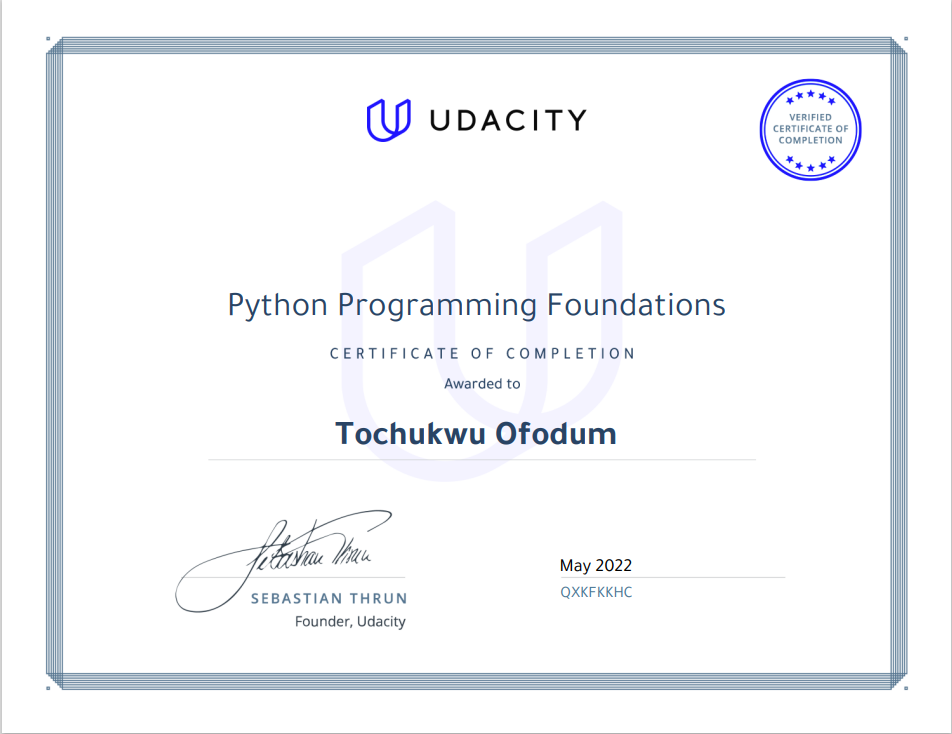 UDACITY
VERIFIED
CERTIFICATE OF
COMPLETION
Python Programming Foundations
CERTIFICATE OF COMPLETION
Awarded to
Tochukwu Ofodum
Sebastian Thrun
May 2022
SEBASTIAN THRUN
QXKFKKHC
Founder, Udacity